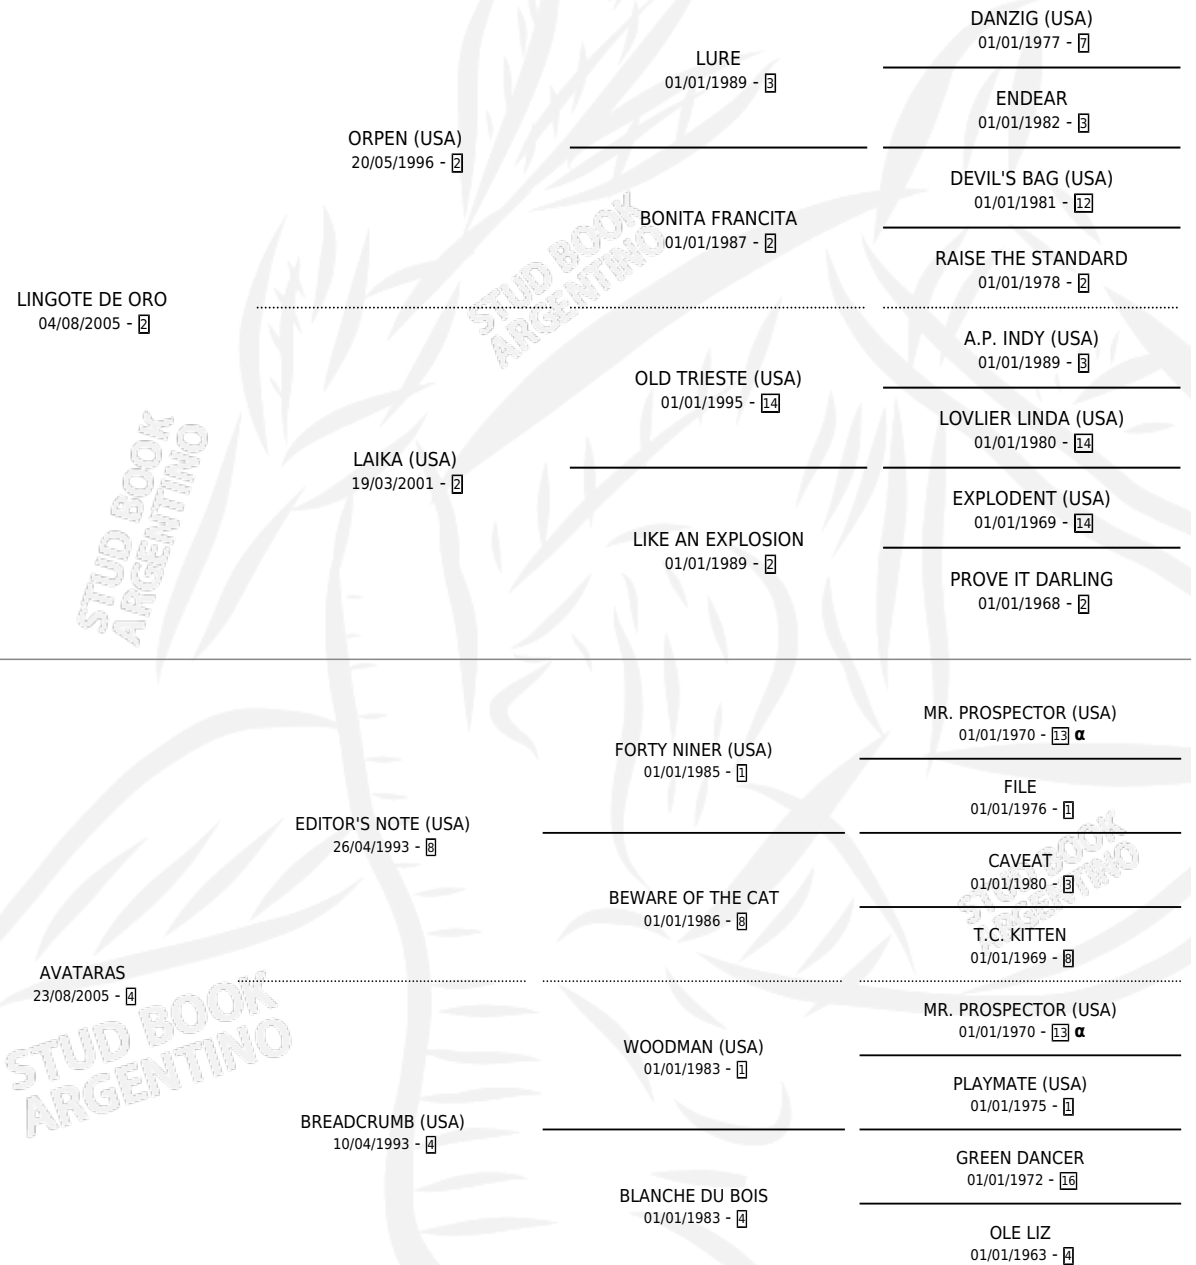 DANZIG (USA)
01/01/1977 - 7
LURE
01/01/1989 - 3
ENDEAR
01/01/1982 - 3
ORPEN (USA)
20/05/1996 - 2
DEVIL'S BAG (USA)
01/01/1981 - 12
BONITA FRANCITA
01/01/1987 - 2
RAISE THE STANDARD
01/01/1978 - 2
STUD BOOK
ARGENTINO
LINGOTE DE ORO
04/08/2005 - 2
A.P. INDY (USA)
01/01/1989 - 3
OLD TRIESTE (USA)
01/01/1995 - 14
LOVLIER LINDA (USA)
01/01/1980 - 14
LAIKA (USA)
19/03/2001 - 2
EXPLODENT (USA)
01/01/1969 - 14
LIKE AN EXPLOSION
01/01/1989 - 2
PROVE IT DARLING
01/01/1968 - 2
STUD BOOK
ARGENTINO
MR. PROSPECTOR (USA)
01/01/1970 - 13 α
FORTY NINER (USA)
01/01/1985 - 1
FILE
01/01/1976 - 1
EDITOR'S NOTE (USA)
26/04/1993 - 8
CAVEAT
01/01/1980 - 3
BEWARE OF THE CAT
01/01/1986 - 8
T.C. KITTEN
01/01/1969 - 8
STUD BOOK
ARGENTINO
AVATARAS
23/08/2005 - 4
MR. PROSPECTOR (USA)
01/01/1970 - 13 α
WOODMAN (USA)
01/01/1983 - 1
PLAYMATE (USA)
01/01/1975 - 1
BREADCRUMB (USA)
10/04/1993 - 4
GREEN DANCER
01/01/1972 - 16
BLANCHE DU BOIS
01/01/1983 - 4
OLE LIZ
01/01/1963 - 4
STUD BOOK
ARGENTINO